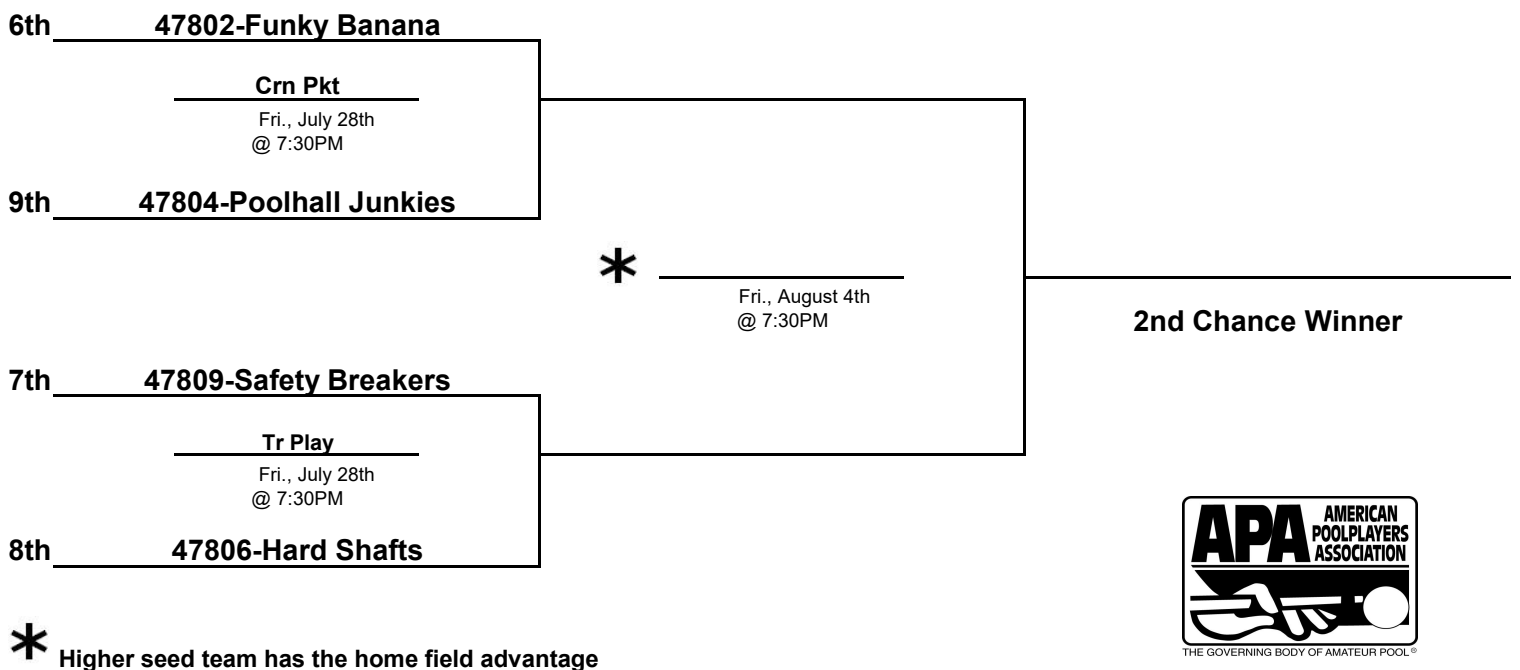 6th 47802-Funky Banana
Crn Pkt
Fri., July 28th
@ 7:30PM
9th 47804-Poolhall Junkies
* 
Fri., August 4th
@ 7:30PM
2nd Chance Winner
7th 47809-Safety Breakers
Tr Play
Fri., July 28th
@ 7:30PM
8th 47806-Hard Shafts
APA AMERICAN
POOLPLAYERS
ASSOCIATION
THE GOVERNING BODY OF AMATEUR POOL®
* Higher seed team has the home field advantage